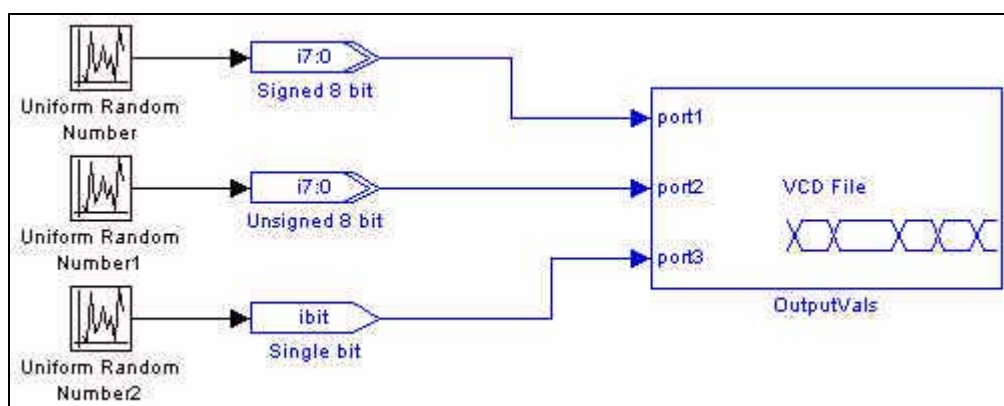 i7:0
Signed 8 bit
Uniform Random
Number
port1
i7:0
Unsigned 8 bit
Uniform Random
Number1
port2
VCD File
port3
OutputVals
ibit
Single bit
Uniform Random
Number2